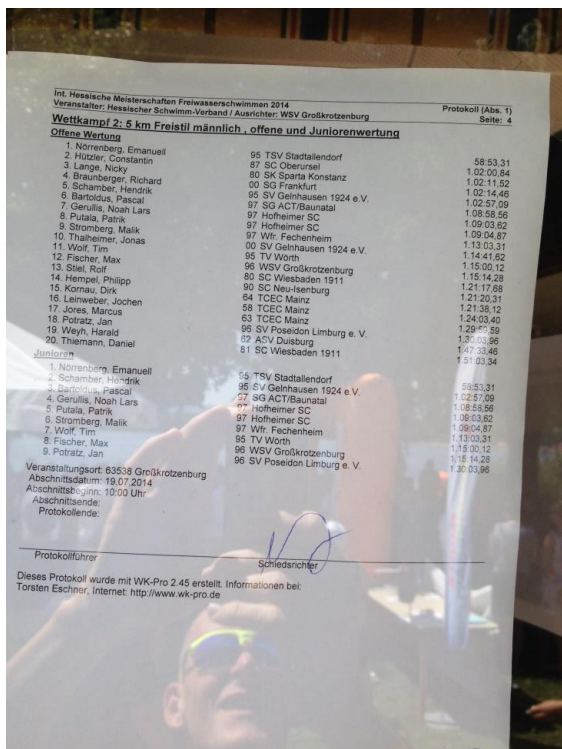 Int. Hessische Meisterschaften Freiwasserschwimmen 2014 Protokoll (Abs. 1)
Veranstalter: Hessischer Schwimm-Verband / Ausrichter: WSV Großkrotzenburg Seite: 4
Wettkampf 2: 5 km Freistil männlich , offene und Juniorenwertung
Offene Wertung
1. Nörrenberg, Emanuell 95 TSV Stadtallendorf 58:53,31
2. Hützler, Constantin 87 SC Oberursel 1.02:00,84
3. Lange, Nicky 80 SK Sparta Konstanz 1.02:11,52
4. Braunberger, Richard 00 SG Frankfurt 1.02:14,46
5. Schamber, Hendrik 95 SV Gelnhausen 1924 e.V. 1.02:57,09
6. Bartoldus, Pascal 97 SG ACT/Baunatal 1.08:58,56
7. Gerullis, Noah Lars 97 Hofheimer SC 1.09:03,62
8. Putala, Patrik 97 Hofheimer SC 1.09:04,87
9. Stromberg, Malik 97 Wfr. Fechenheim 1.13:03,31
10. Thalheimer, Jonas 00 SV Gelnhausen 1924 e.V. 1.14:41,62
11. Wolf, Tim 95 TV Wörth 1.15:00,12
12. Fischer, Max 96 WSV Großkrotzenburg 1.15:14,28
13. Stiel, Rolf 80 SC Wiesbaden 1911 1.21:17,68
14. Hempel, Philipp 90 SC Neu-Isenburg 1.21:20,31
15. Kornau, Dirk 64 TCEC Mainz 1.21:38,12
16. Leinweber, Jochen TCEC Mainz 1.24:03,40
17. Jores, Marcus 63 TCEC Mainz 1.29:59,59
18. Potratz, Jan 96 SV Poseidon Limburg e. V. 1.30:03,96
19. Weyh, Harald 62 ASV Duisburg 1.47:33,46
20. Thiemann, Daniel 81 SC Wiesbaden 1911 1.51:03,34
Junioren
1. Nörrenberg, Emanuell 95 TSV Stadtallendorf 58:53,31
2. Schamber, Hendrik 95 SV Gelnhausen 1924 e.V. 1.02:57,09
3. Bartoldus, Pascal 97 SG ACT/Baunatal 1.08:58,56
4. Gerullis, Noah Lars 97 Hofheimer SC 1.09:03,62
5. Putala, Patrik 97 Hofheimer SC 1.09:04,87
6. Stromberg, Malik 97 Wfr. Fechenheim 1.13:03,31
7. Wolf, Tim 95 TV Wörth 1.15:00,12
8. Fischer, Max 96 WSV Großkrotzenburg 1.15:14,28
9. Potratz, Jan 96 SV Poseidon Limburg e. V. 1.30:03,96
Veranstaltungsort: 63538 Großkrotzenburg
Abschnittsdatum: 19.07.2014
Abschnittsbeginn: 10:00 Uhr
Abschnittsende:
Protokollende:
Protokollführer Schiedsrichter
Dieses Protokoll wurde mit WK-Pro 2.45 erstellt. Informationen bei:
Torsten Eschner, Internet: http://www.wk-pro.de